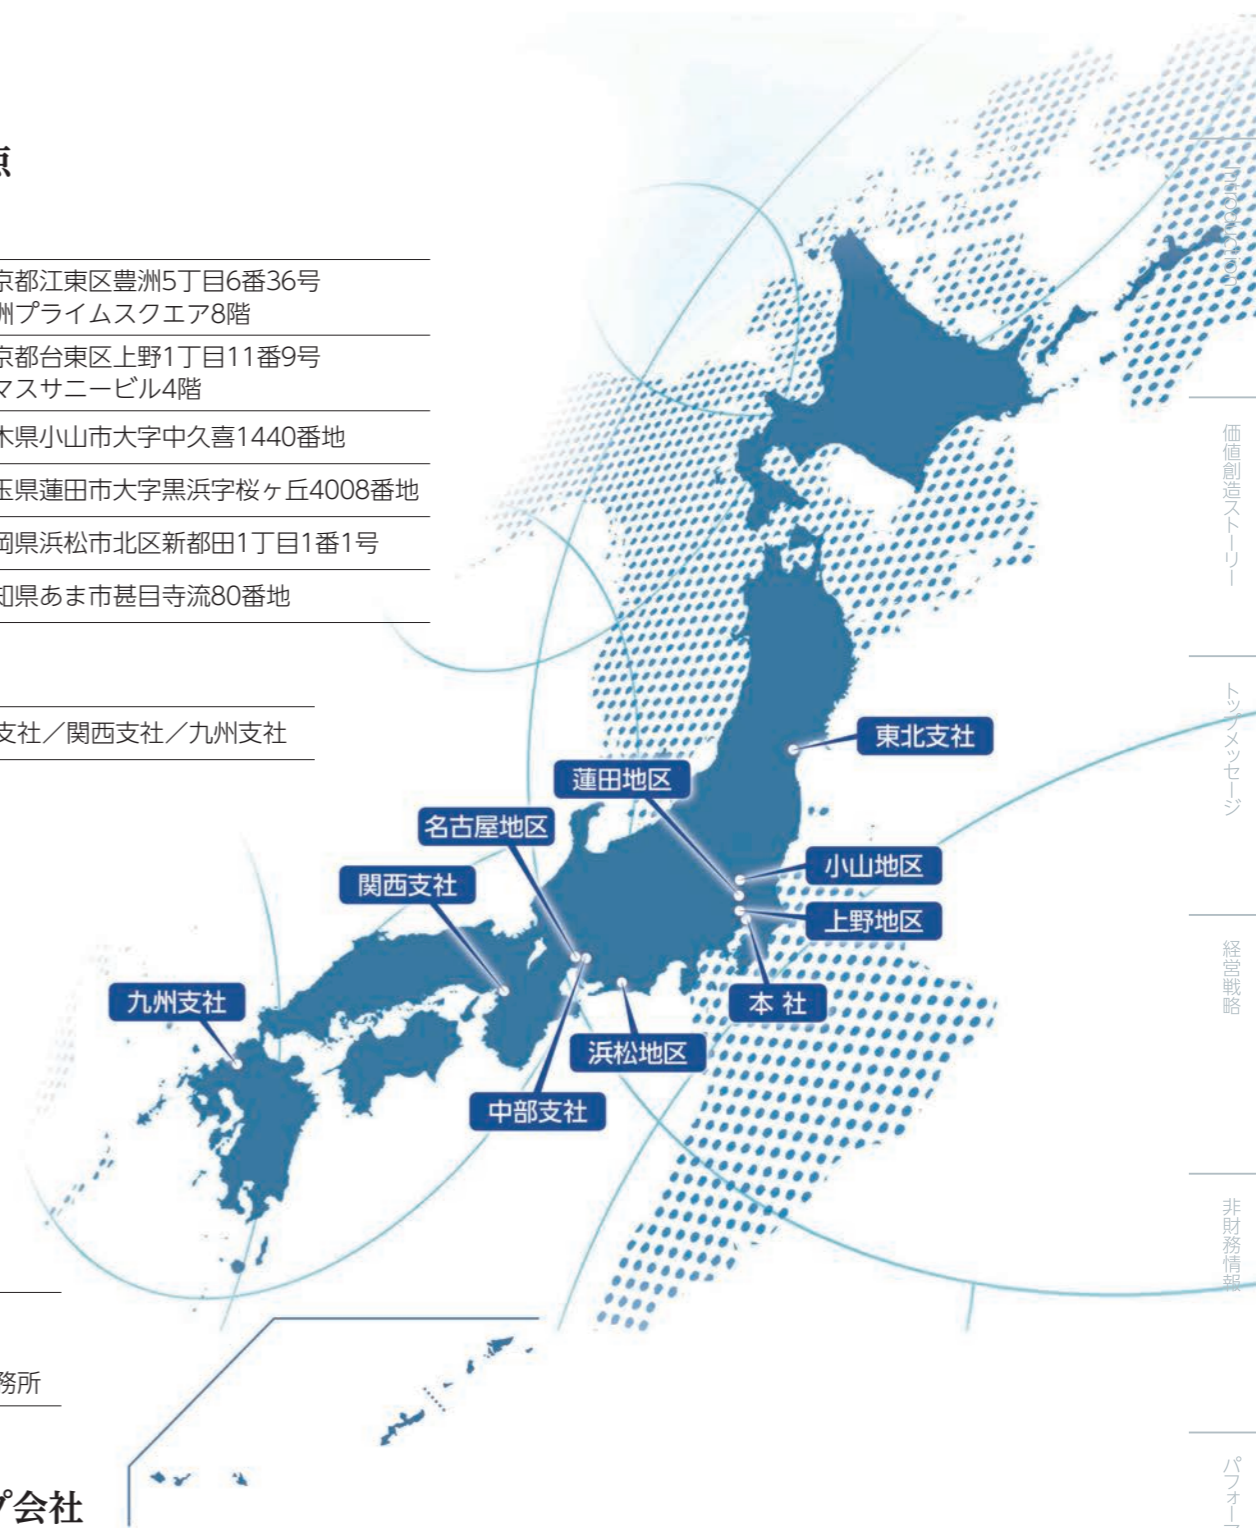 点
京都江東区豊洲5丁目6番36号
洲プライムスクエア8階
京都台東区上野1丁目11番9号
マスサニービル4階
木県小山市大字中久喜1440番地
玉県蓮田市大字黒浜字桜ヶ丘4008番地
岡県浜松市北区新都田1丁目1番1号
知県あま市甚目寺流80番地
支社／関西支社／九州支社
東北支社
蓮田地区
名古屋地区
小山地区
関西支社
上野地区
九州支社
本 社
浜松地区
中部支社
務所
プ会社
Introduction
価値創造ストーリー
トップメッセージ
経営戦略
非財務情報
パフォーマ